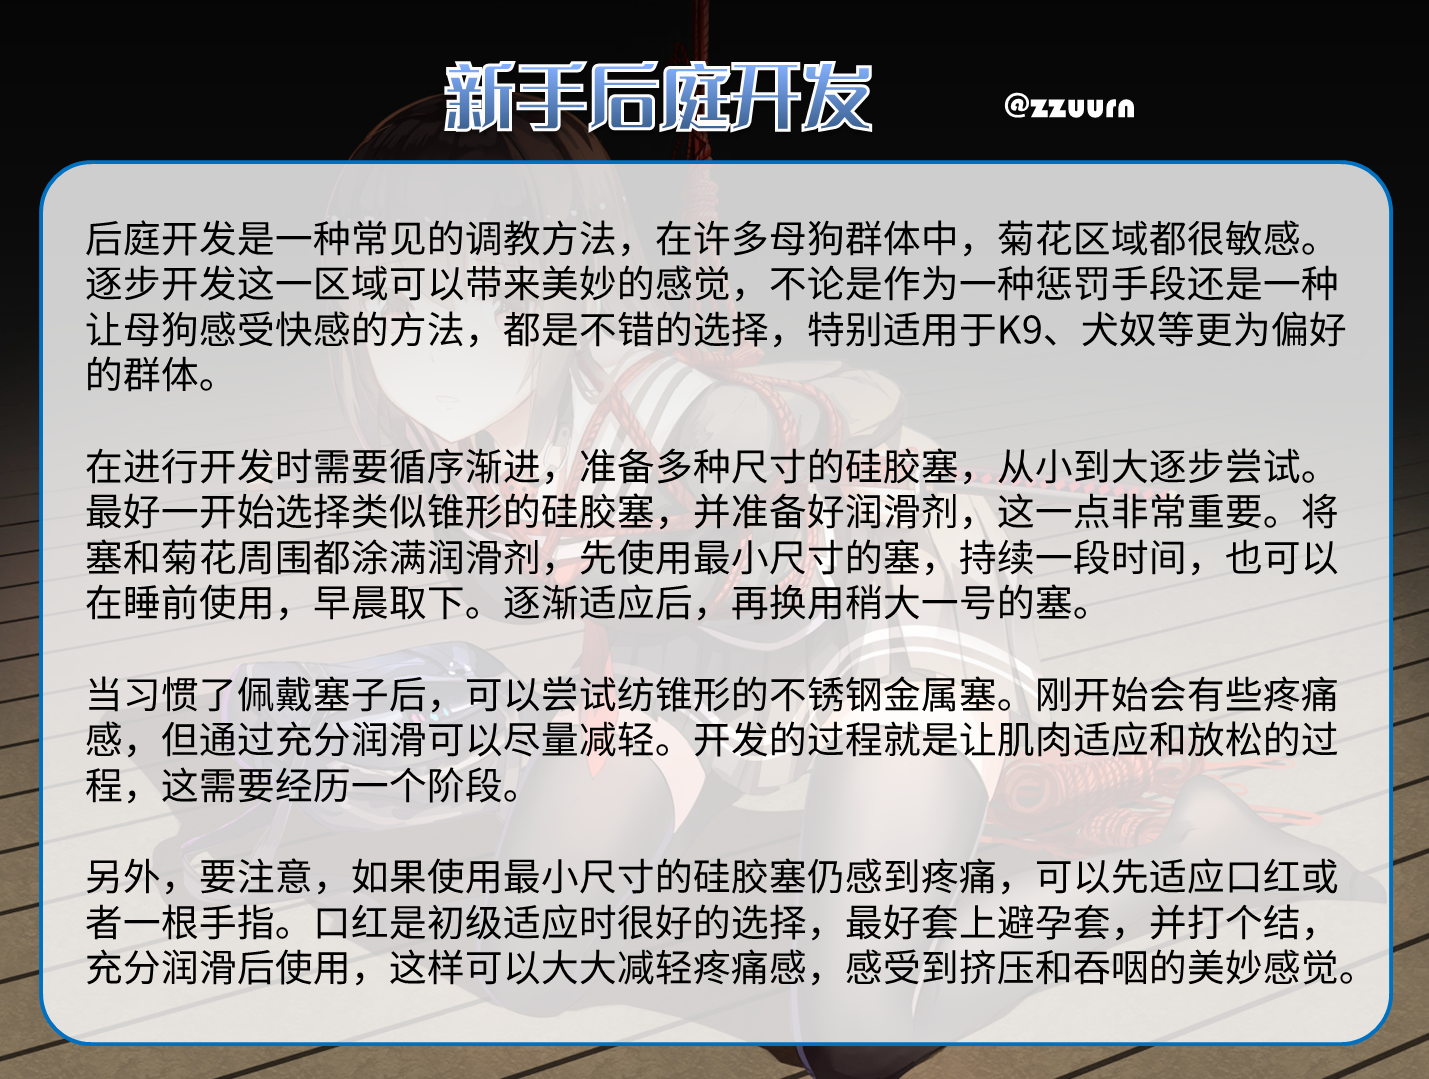 新手后庭开发
@zzuurn
后庭开发是一种常见的调教方法，在许多母狗群体中，菊花区域都很敏感。
逐步开发这一区域可以带来美妙的感觉，不论是作为一种惩罚手段还是一种
让母狗感受快感的方法，都是不错的选择，特别适用于K9、犬奴等更为偏好
的群体。
在进行开发时需要循序渐进，准备多种尺寸的硅胶塞，从小到大逐步尝试。
最好一开始选择类似锥形的硅胶塞，并准备好润滑剂，这一点非常重要。将
塞和菊花周围都涂满润滑剂，先使用最小尺寸的塞，持续一段时间，也可以
在睡前使用，早晨取下。逐渐适应后，再换用稍大一号的塞。
当习惯了佩戴塞子后，可以尝试纺锥形的不锈钢金属塞。刚开始会有些疼痛
感，但通过充分润滑可以尽量减轻。开发的过程就是让肌肉适应和放松的过
程，这需要经历一个阶段。
另外，要注意，如果使用最小尺寸的硅胶塞仍感到疼痛，可以先适应口红或
者一根手指。口红是初级适应时很好的选择，最好套上避孕套，并打个结，
充分润滑后使用，这样可以大大减轻疼痛感，感受到挤压和吞咽的美妙感觉。